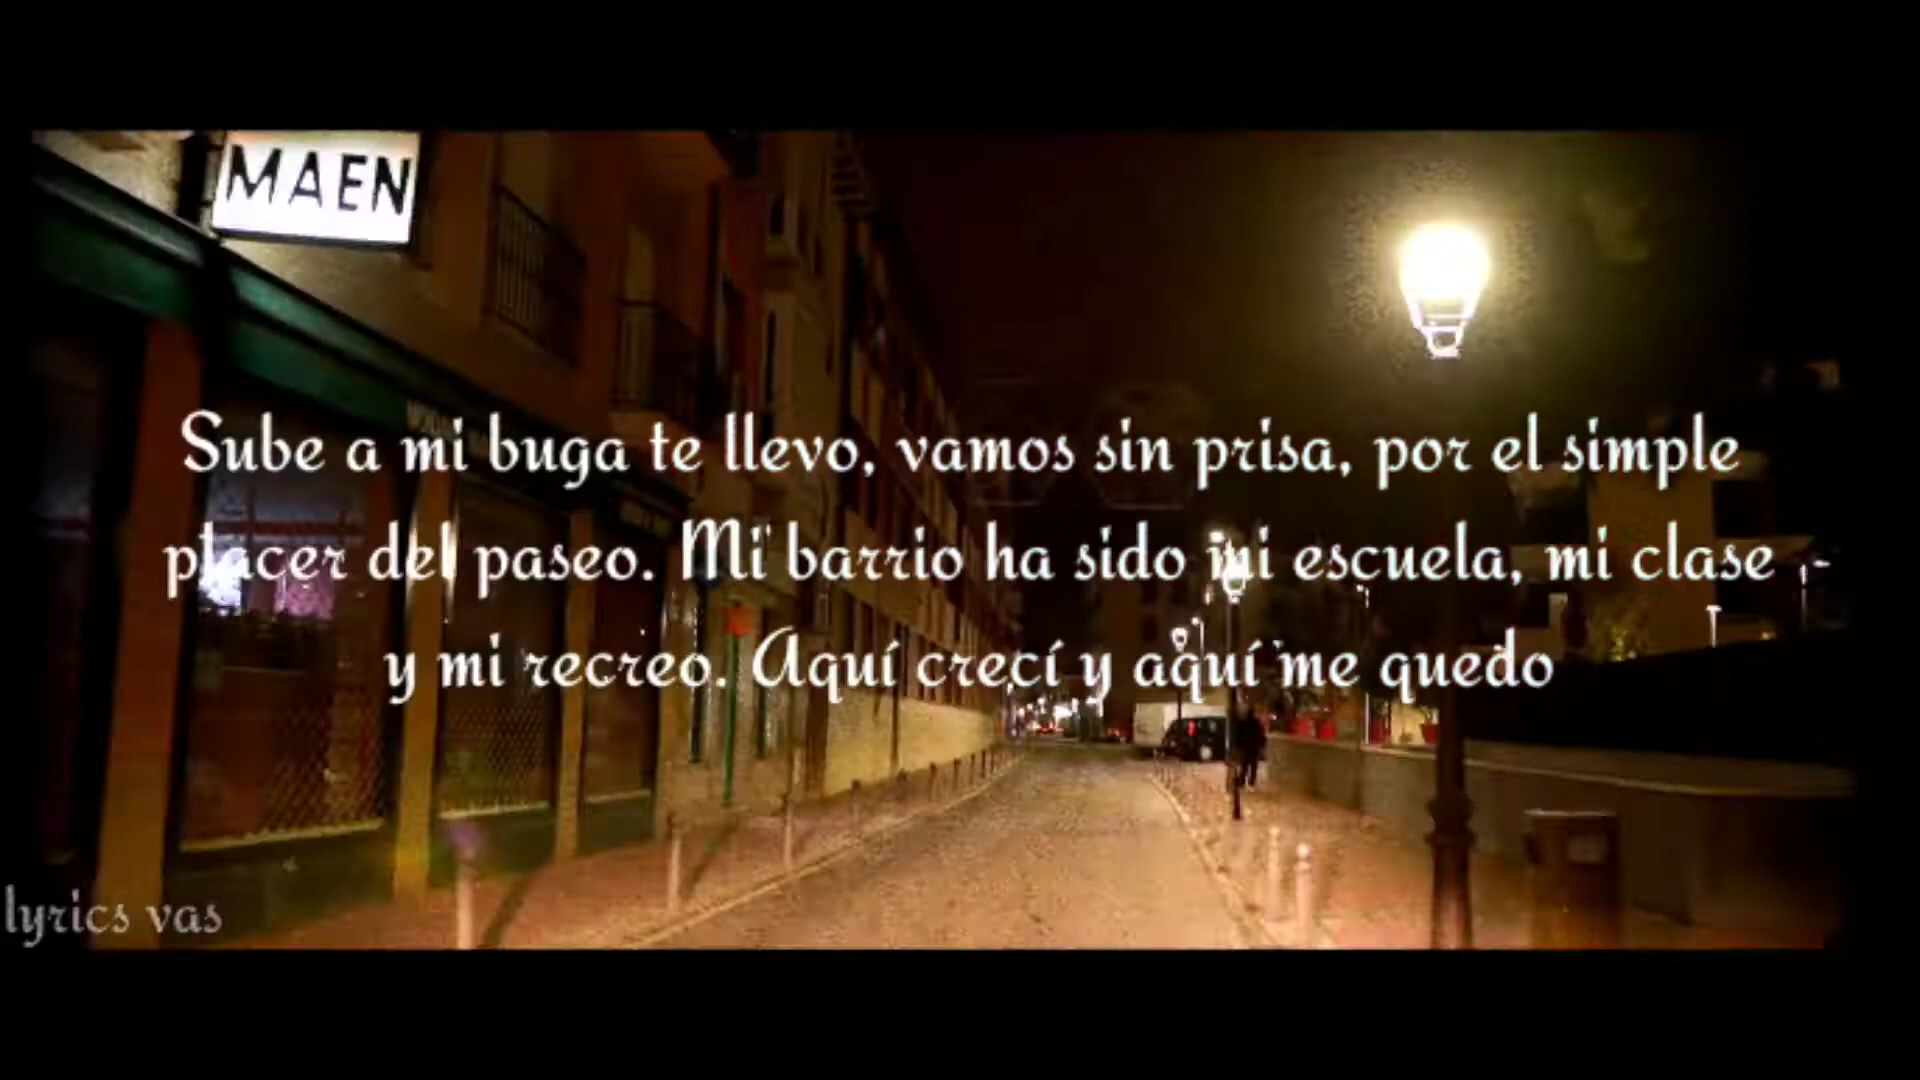 MAEN
Sube a mi buga te llevo, vamos sin prisa, por el simple
placer del paseo. Mi barrio ha sido mi escuela, mi clase
y mi recreo. Aquí crecí y aquí me quedo
lyrics vas